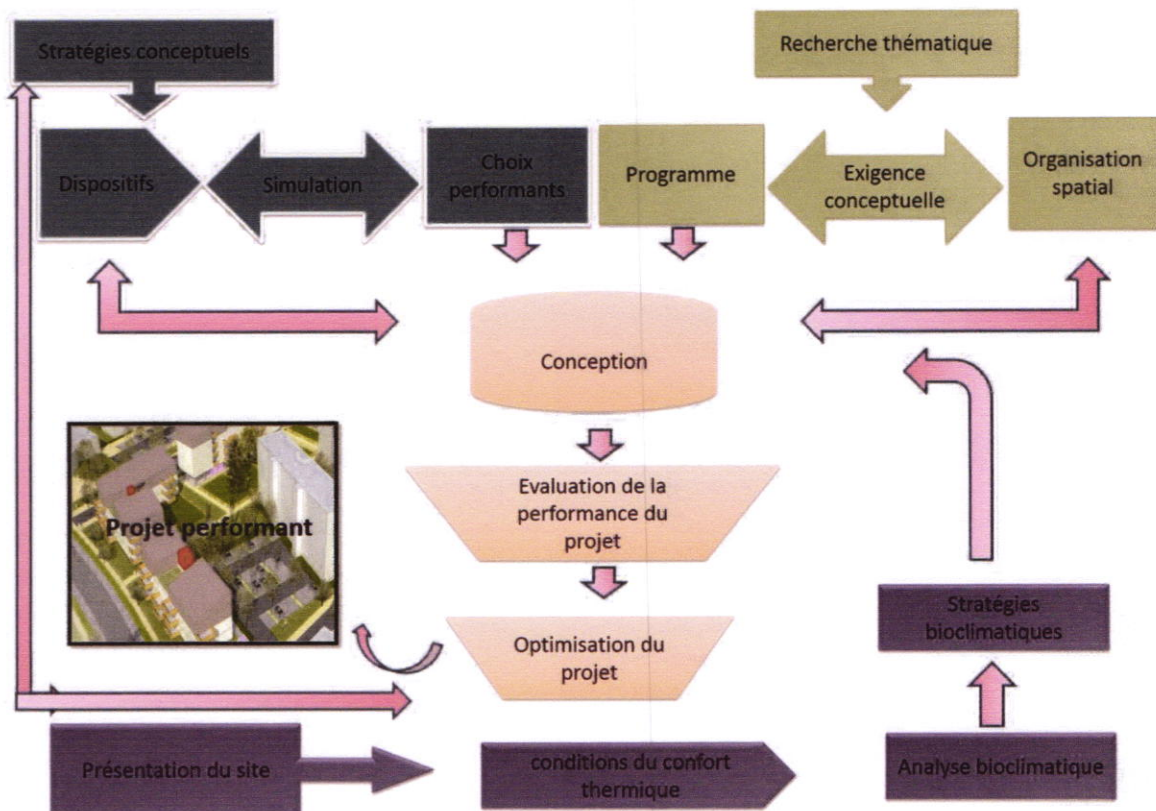 Stratégies conceptuels
Recherche thématique
Dispositifs
Simulation
Choix
performants
Programme
Exigence
conceptuelle
Organisation
spatial
Conception
Evaluation de la
performance du
projet
Projet performant
Optimisation du
projet
Stratégies
bioclimatiques
Présentation du site
conditions du confort
thermique
Analyse bioclimatique